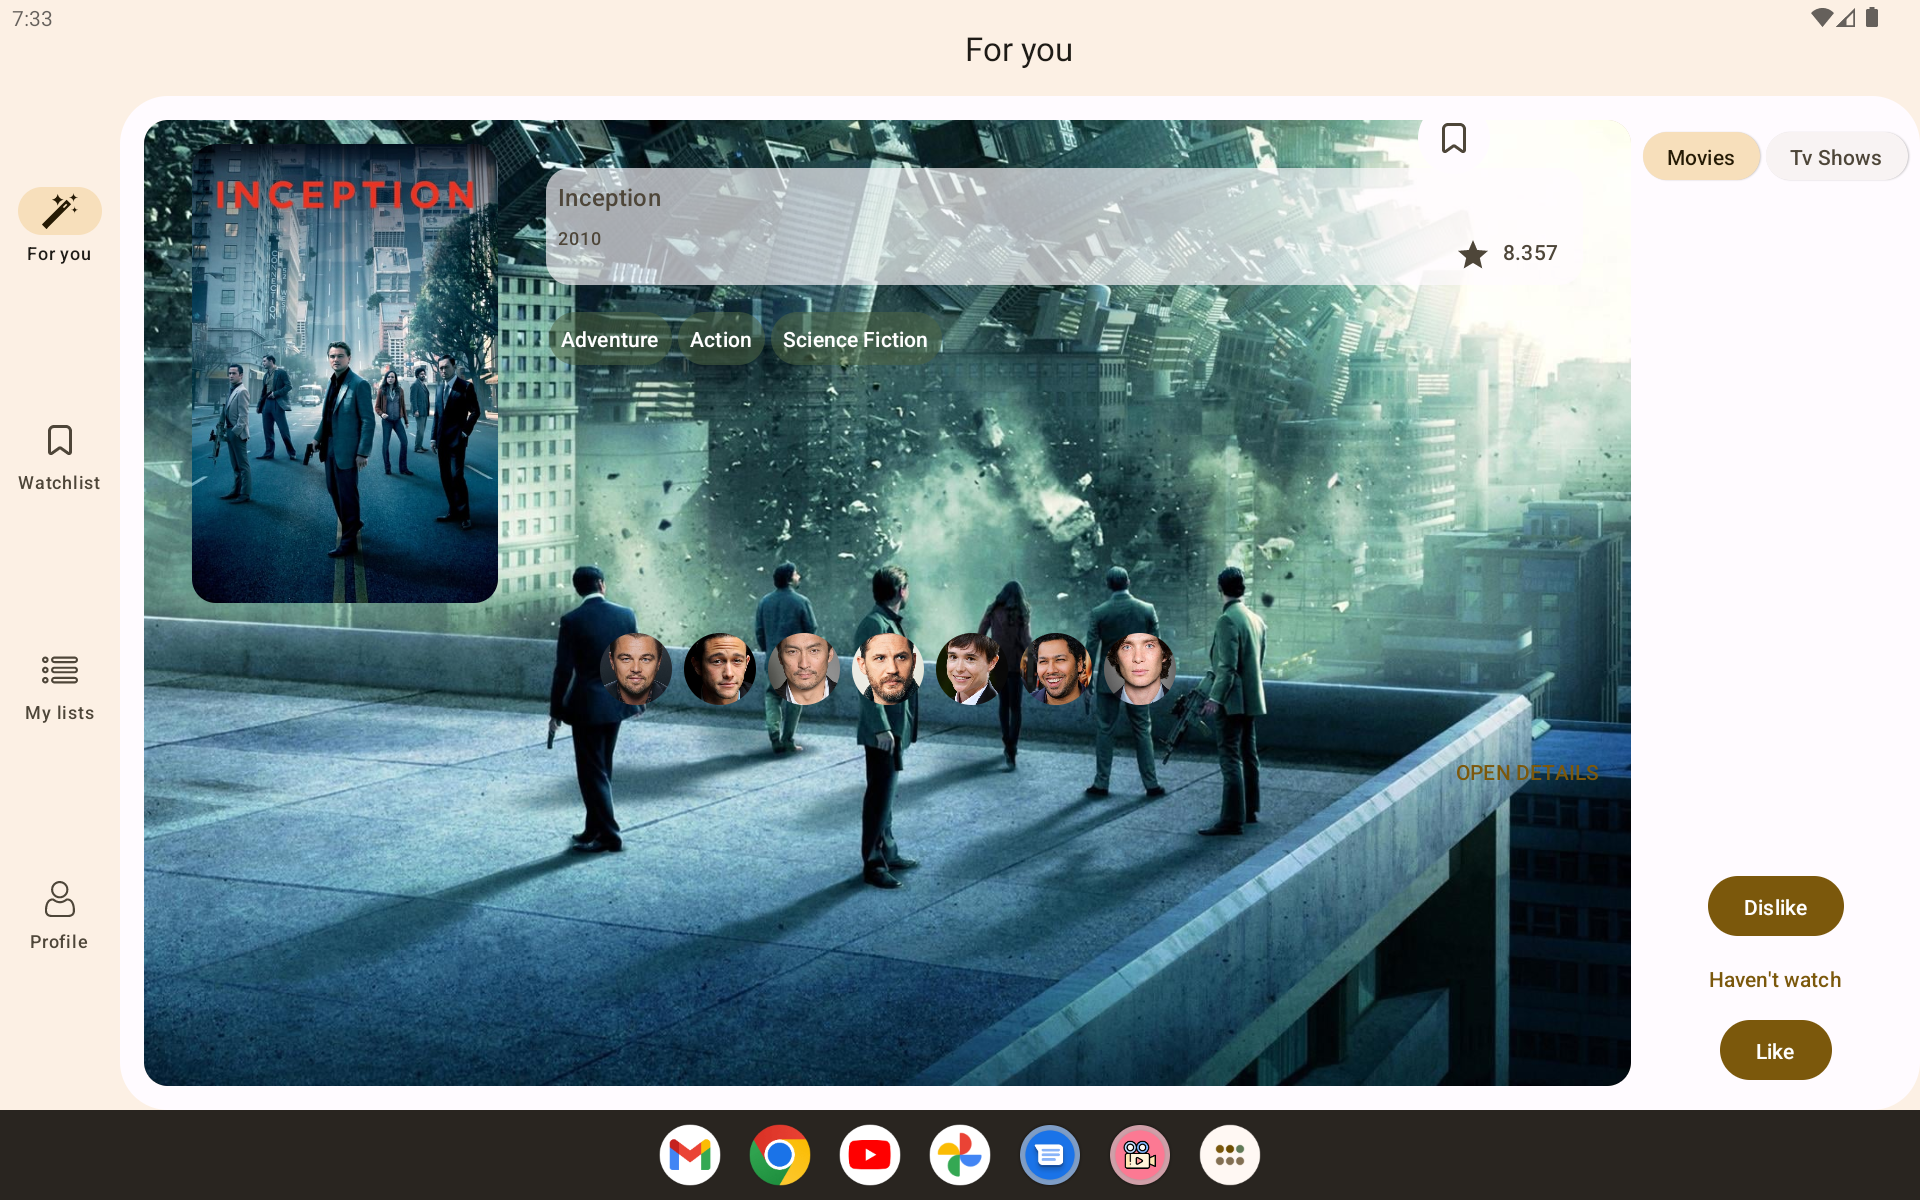 7:33
For you
For you
Watchlist
My lists
Profile
INCEPTION
Inception
2010
8.357
Adventure
Action
Science Fiction
OPEN DETAILS
Movies
Tv Shows
Dislike
Haven't watch
Like